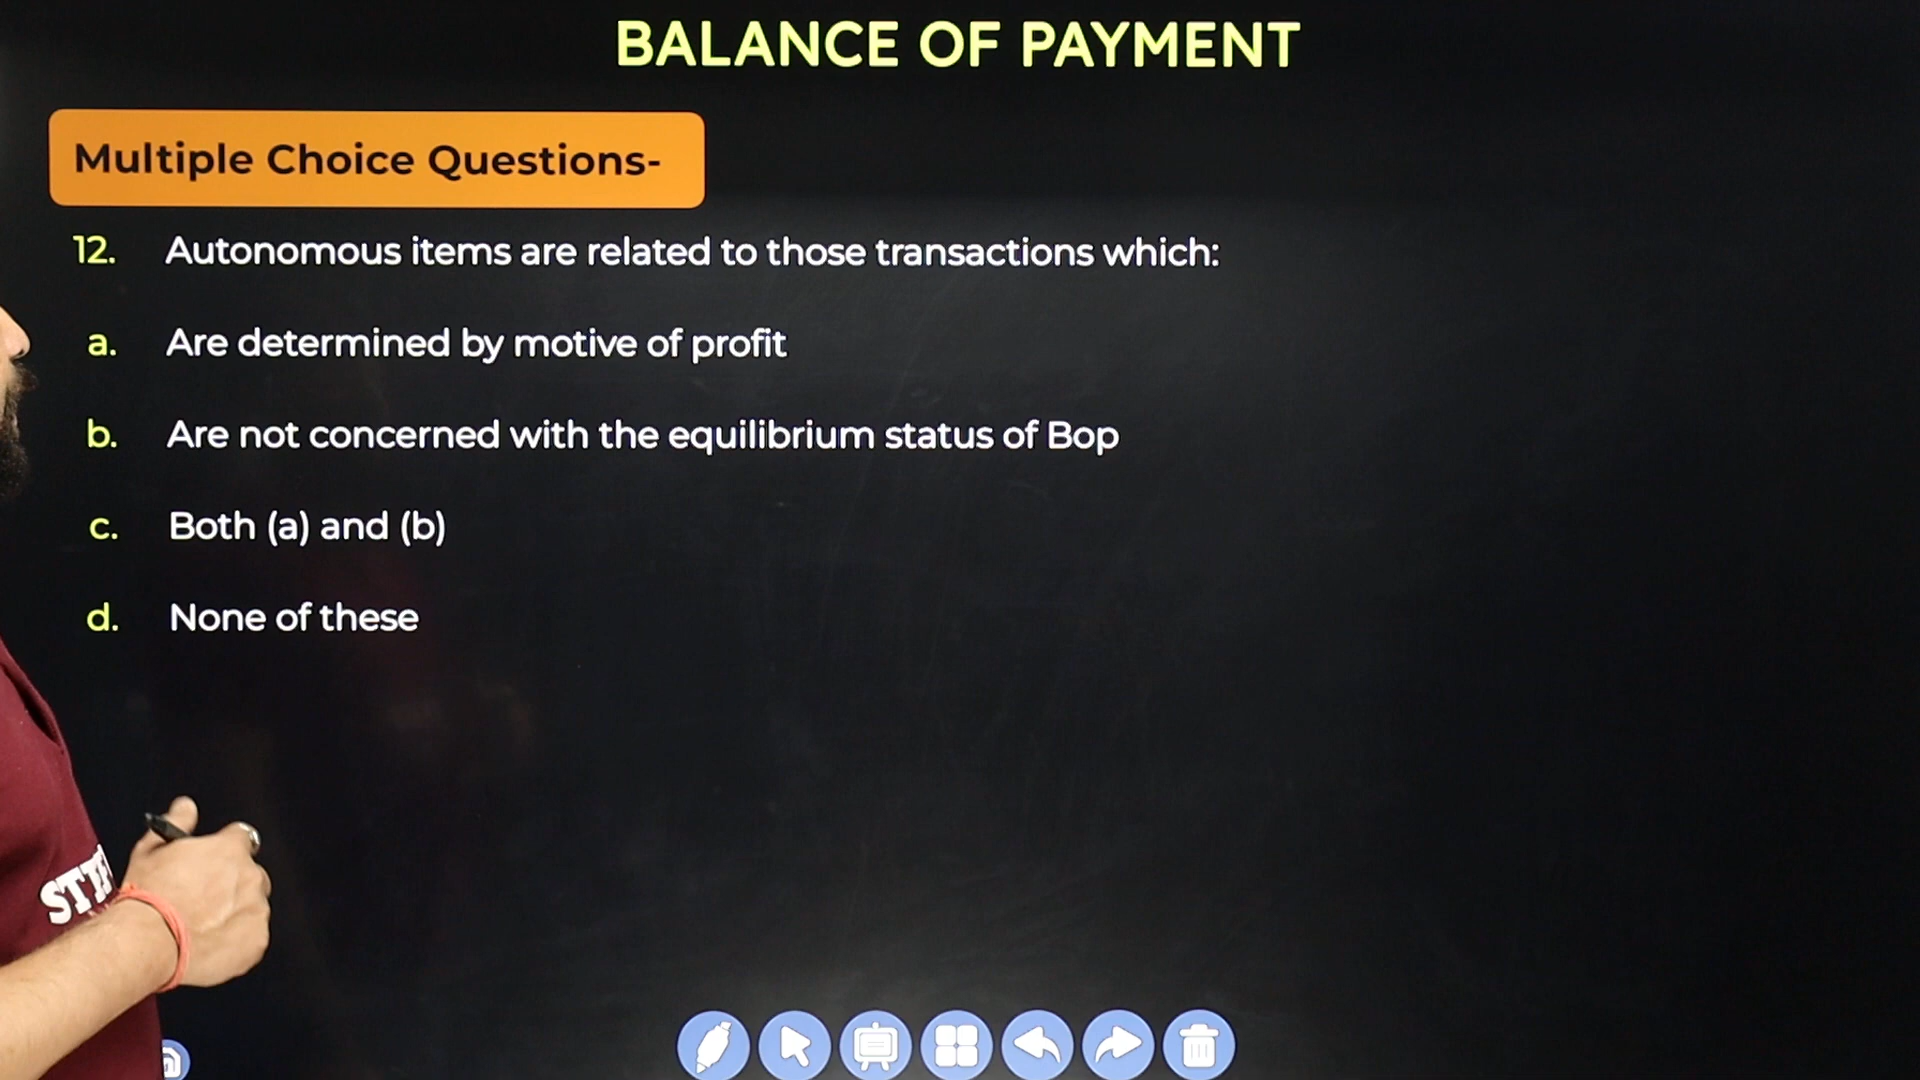 BALANCE OF PAYMENT
Multiple Choice Questions-
12. Autonomous items are related to those transactions which:
a. Are determined by motive of profit
b. Are not concerned with the equilibrium status of Bop
c. Both (a) and (b)
d. None of these